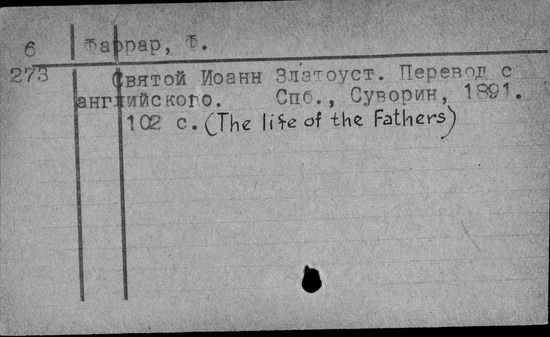 6 Фаррар, Ф.
273 Святой Иоанн Златоуст. Перевод с
английского. Спб., Суворин, 1891.
102 с. (The life of the Fathers)